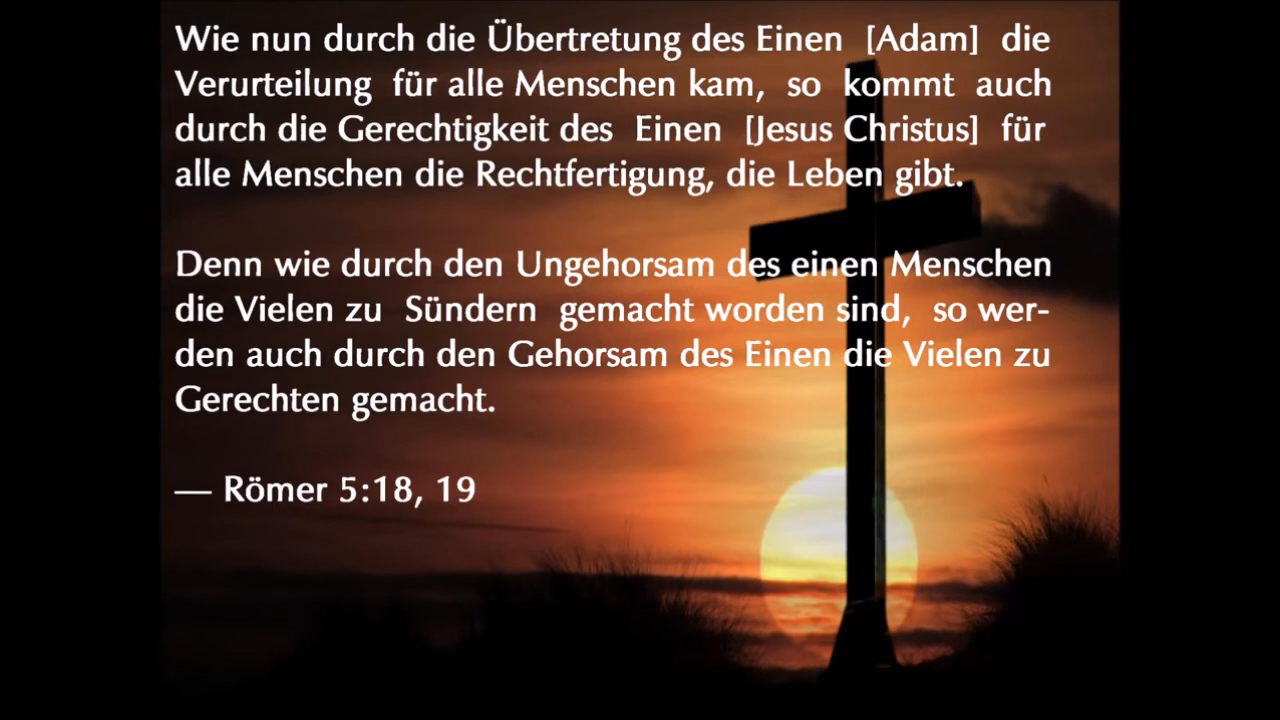 Wie nun durch die Übertretung des Einen [Adam] die
Verurteilung für alle Menschen kam, so kommt auch
durch die Gerechtigkeit des Einen [Jesus Christus] für
alle Menschen die Rechtfertigung, die Leben gibt.
Denn wie durch den Ungehorsam des einen Menschen
die Vielen zu Sündern gemacht worden sind, so wer-
den auch durch den Gehorsam des Einen die Vielen zu
Gerechten gemacht.
— Römer 5:18, 19